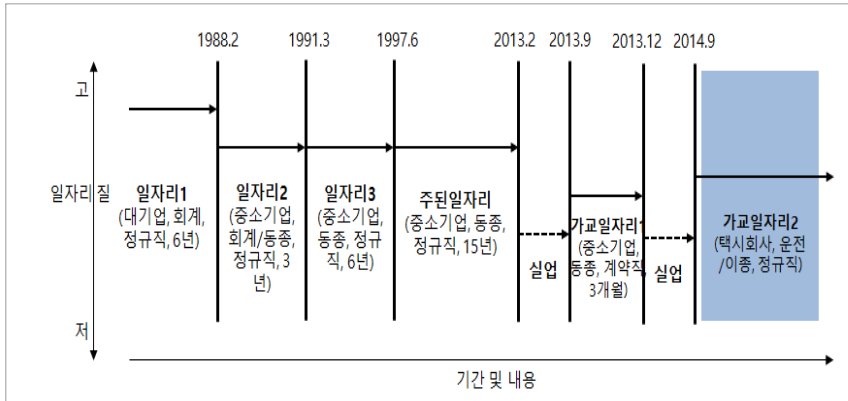 1988.2
1991.3
1997.6
2013.2
2013.9
2013.12
2014.9
고
일자리 질
저
일자리1
(대기업, 회계,
정규직, 6년)
일자리2
(중소기업,
회계/동종,
정규직, 3
년)
일자리3
(중소기업,
동종, 정규
직, 6년)
주된일자리
(중소기업, 동종,
정규직, 15년)
실업
가교일자리1
(중소기업,
동종, 계약직,
3개월)
실업
가교일자리2
(택시회사, 운전
/이종, 정규직)
기간 및 내용